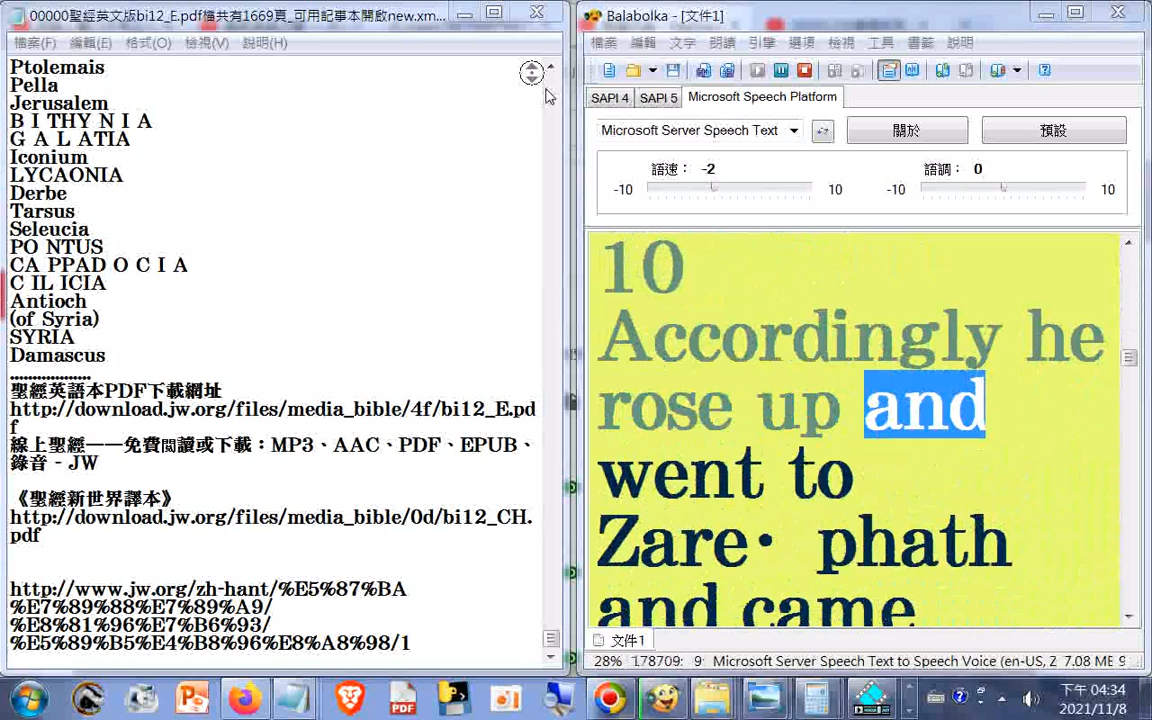 00000聖經英文版bi12_E.pdf檔共有1669頁_可用記事本開啟new.xm...
檔案(F) 編輯(E) 格式(O) 檢視(V) 說明(H)
Ptolemais
Pella
Jerusalem
B I THY N I A
G A L A TIA
Iconium
LYCAONIA
Derbe
Tarsus
Seleucia
PO NTUS
CA PPAD O C I A
C IL ICIA
Antioch
(of Syria)
SYRIA
Damascus
..................
聖經英語本PDF下載網址
http://download.jw.org/files/media_bible/4f/bi12_E.pd
f
線上聖經——免費閱讀或下載：MP3、AAC、PDF、EPUB、
錄音 - JW
《聖經新世界譯本》
http://download.jw.org/files/media_bible/0d/bi12_CH.
pdf
http://www.jw.org/zh-hant/%E5%87%BA
%E7%89%88%E7%89%A9/
%E8%81%96%E7%B6%93/
%E5%89%B5%E4%B8%96%E8%A8%98/1
Balabolka - [文件1]
檔案 編輯 文字 朗讀 引擎 選項 檢視 工具 書籤 說明
SAPI 4 SAPI 5 Microsoft Speech Platform
Microsoft Server Speech Text 關於 預設
語速： -2 語調： 0
-10 10 -10 10
10
Accordingly he
rose up and
went to
Zare· phath
and came
文件1
28% 178709: 9: Microsoft Server Speech Text to Speech Voice (en-US, Z 7.08 MB 9
下午 04:34
2021/11/8